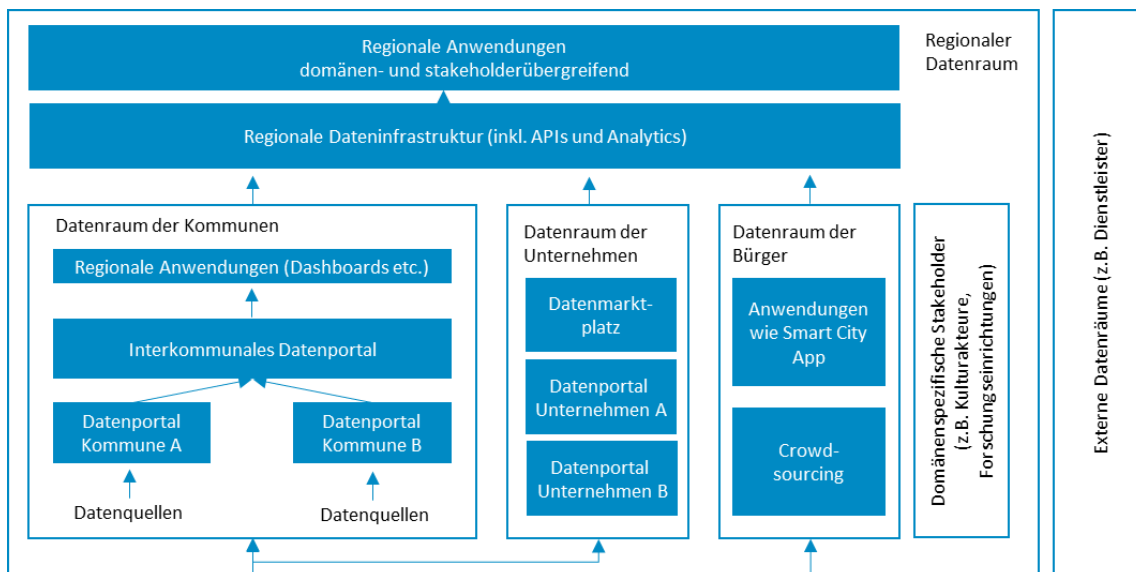 Regionale Anwendungen
domänen- und stakeholderübergreifend
Regionaler
Datenraum
Regionale Dateninfrastruktur (inkl. APIs und Analytics)
Datenraum der Kommunen
Regionale Anwendungen (Dashboards etc.)
Interkommunales Datenportal
Datenportal
Kommune A
Datenportal
Kommune B
Datenquellen
Datenquellen
Datenraum der
Unternehmen
Datenmarkt-
platz
Datenportal
Unternehmen A
Datenportal
Unternehmen B
Datenraum der
Bürger
Anwendungen
wie Smart City
App
Crowd-
sourcing
Domänenspezifische Stakeholder
(z.B. Kulturakteure,
Forschungseinrichtungen)
Externe Datenräume (z.B. Dienstleister)